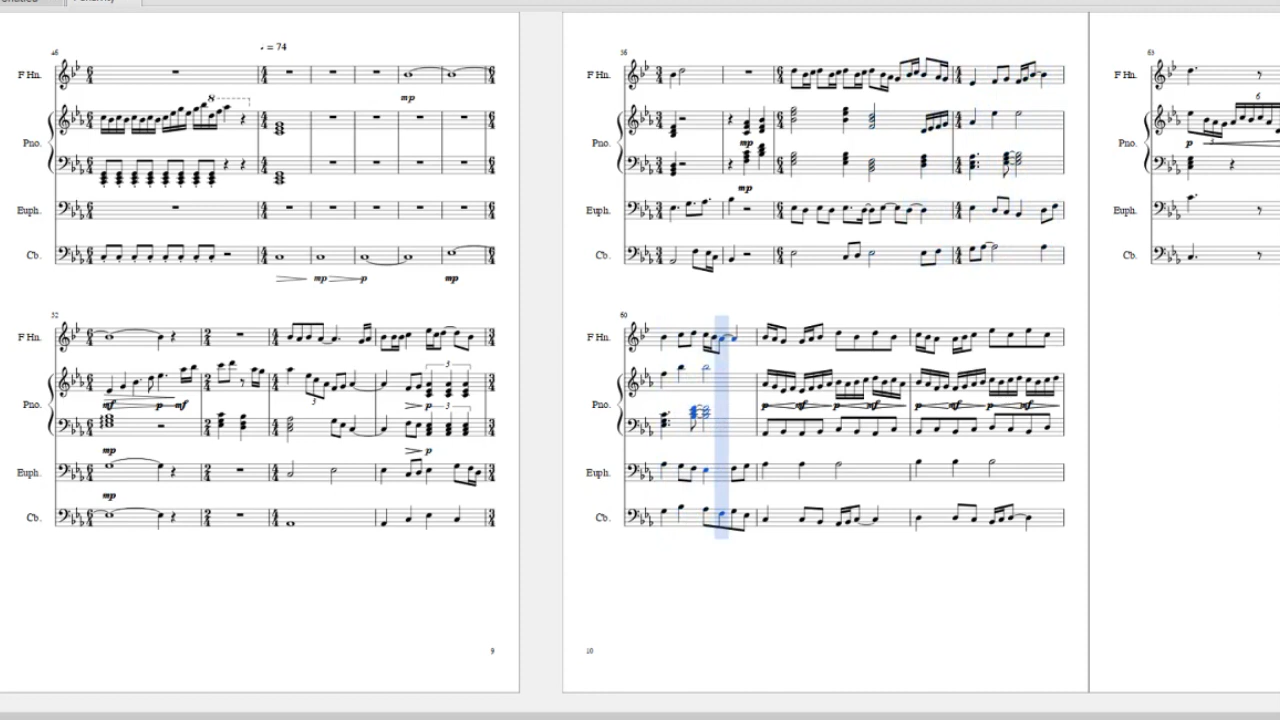 46
= 74
F Hn.
8
mp
Pno.
Euph.
Cb.
mp p mp
52
F Hn.
3
3
Pno.
mf p mf p
3
mp p
Euph.
mp
Cb.
9
56
F Hn.
Pno.
mp
mp
Euph.
Cb.
60
F Hn.
Pno.
p mf p mf p mf p mf
Euph.
Cb.
10
63
F Hn.
6
Pno.
p
Euph.
Cb.